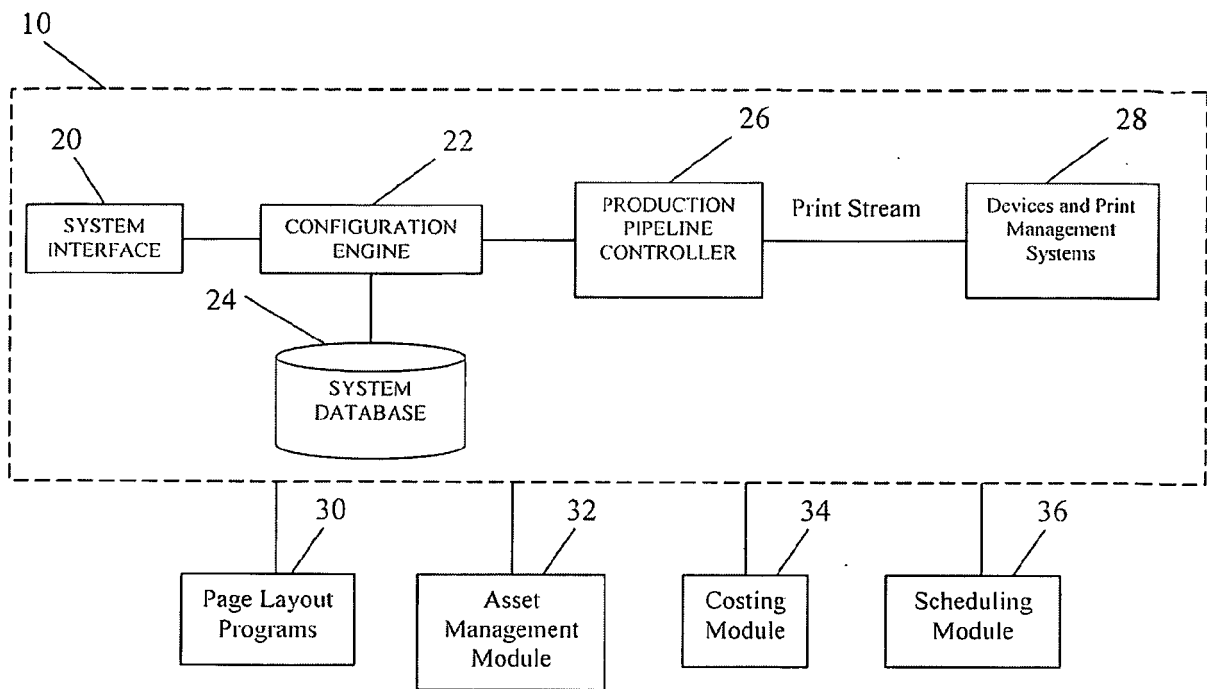 10
20
22
26
28
SYSTEM
INTERFACE
CONFIGURATION
ENGINE
PRODUCTION
PIPELINE
CONTROLLER
Print Stream
Devices and Print
Management
Systems
24
SYSTEM
DATABASE
30
32
34
36
Page Layout
Programs
Asset
Management
Module
Costing
Module
Scheduling
Module